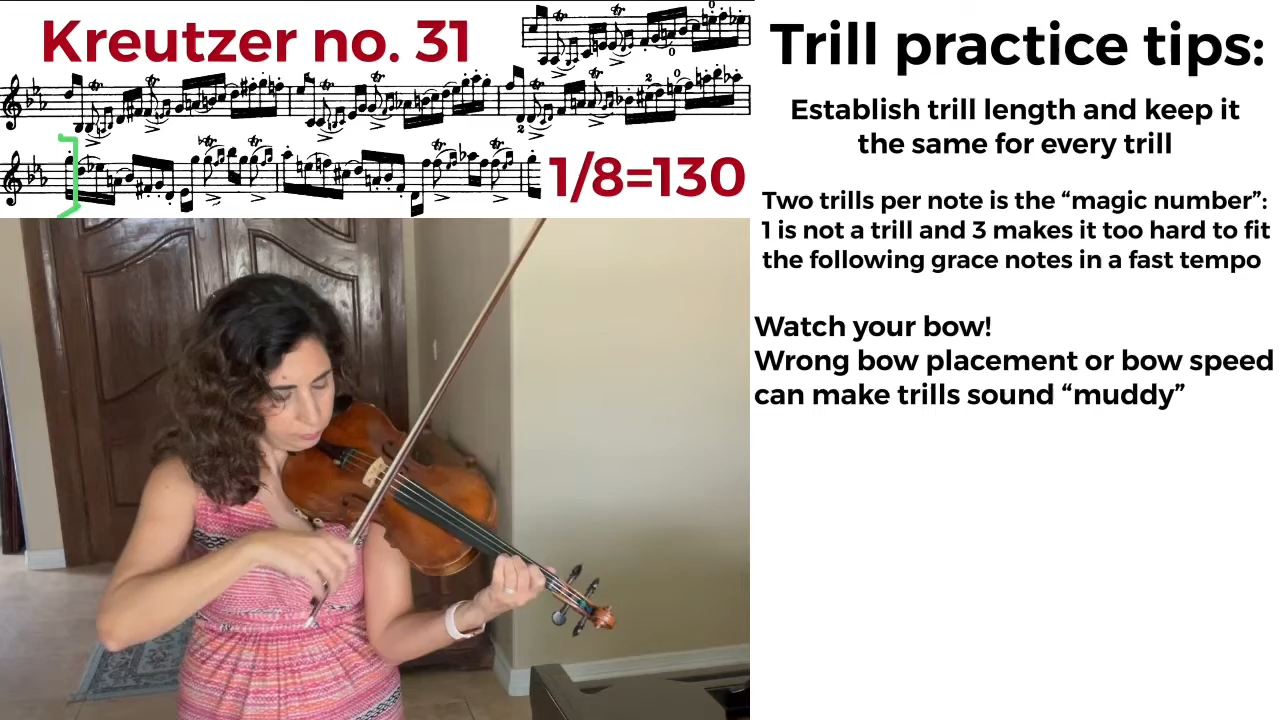 Kreutzer no. 31
1/8=130
Trill practice tips:
Establish trill length and keep it
the same for every trill
Two trills per note is the “magic number”:
1 is not a trill and 3 makes it too hard to fit
the following grace notes in a fast tempo
Watch your bow!
Wrong bow placement or bow speed
can make trills sound “muddy”